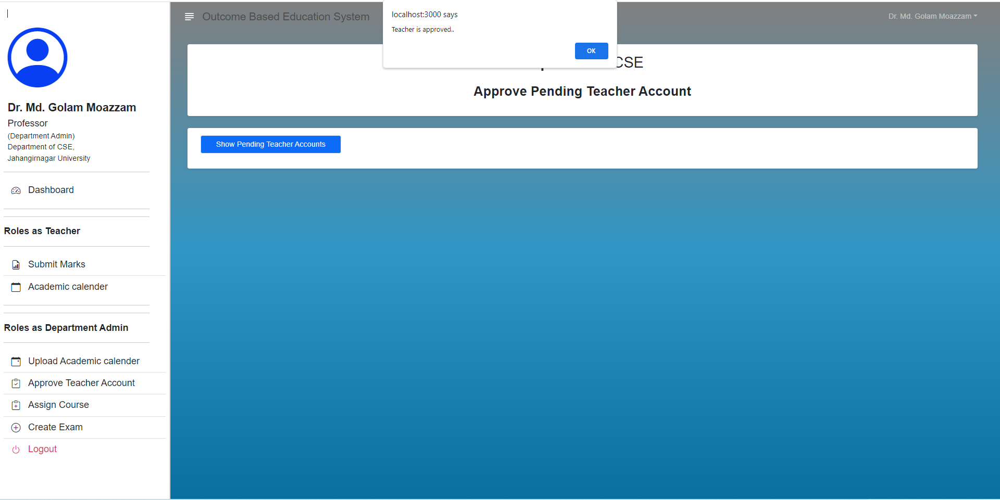 Dr. Md. Golam Moazzam
Professor
(Department Admin)
Department of CSE,
Jahangirnagar University
Dashboard
Roles as Teacher
Submit Marks
Academic calender
Roles as Department Admin
Upload Academic calender
Approve Teacher Account
Assign Course
Create Exam
Logout
Outcome Based Education System
Dr. Md. Golam Moazzam
localhost:3000 says
Teacher is approved..
OK
CSE
Approve Pending Teacher Account
Show Pending Teacher Accounts